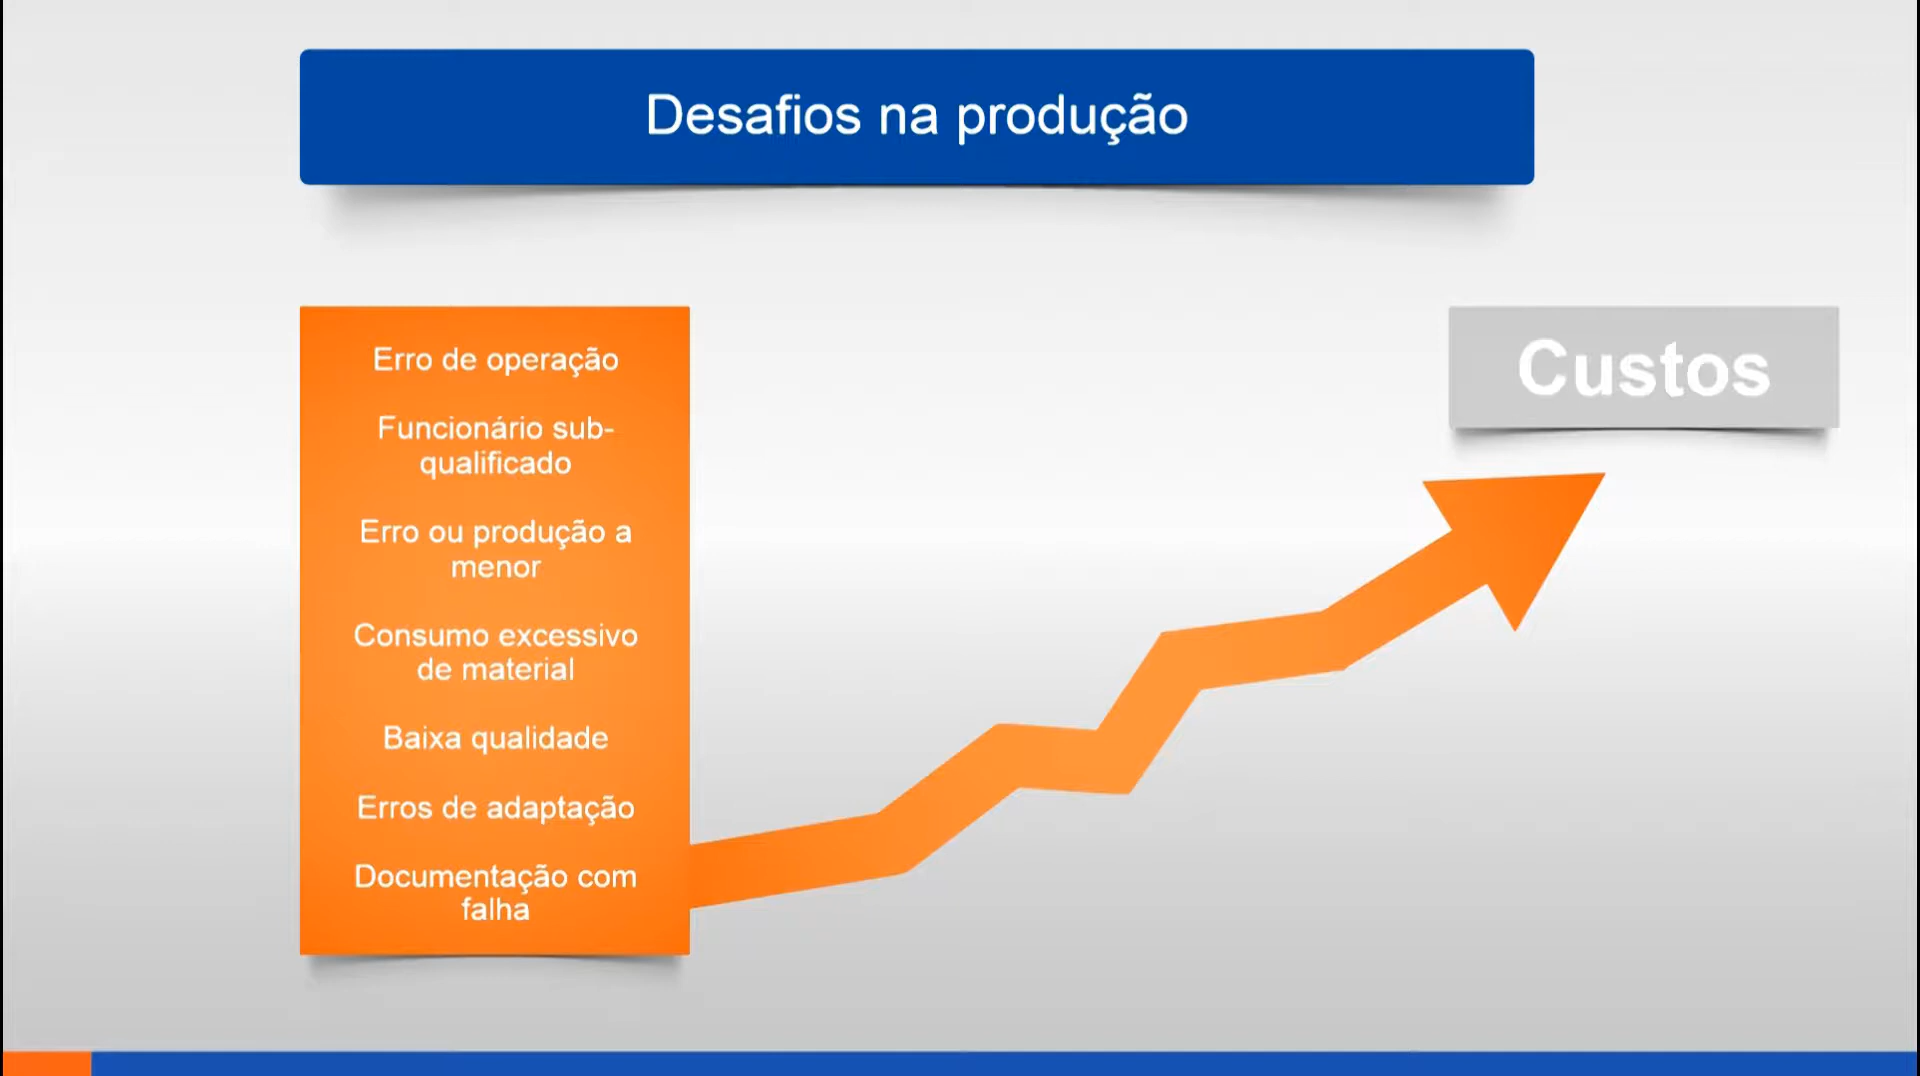 Desafios na produção
Erro de operação
Funcionário sub-
qualificado
Erro ou produção a
menor
Consumo excessivo
de material
Baixa qualidade
Erros de adaptação
Documentação com
falha
Custos